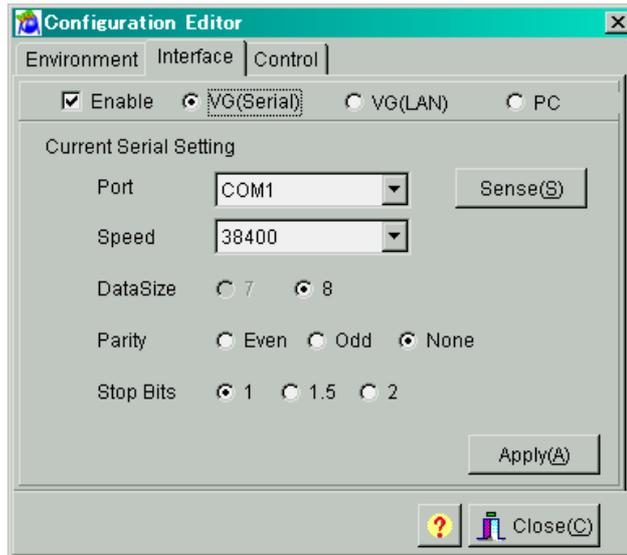 Configuration Editor
Environment Interface Control
Enable VG(Serial) VG(LAN) PC
Current Serial Setting
Port COM1 Sense(S)
Speed 38400
DataSize 7 8
Parity Even Odd None
Stop Bits 1 1.5 2
Apply(A)
? Close(C)